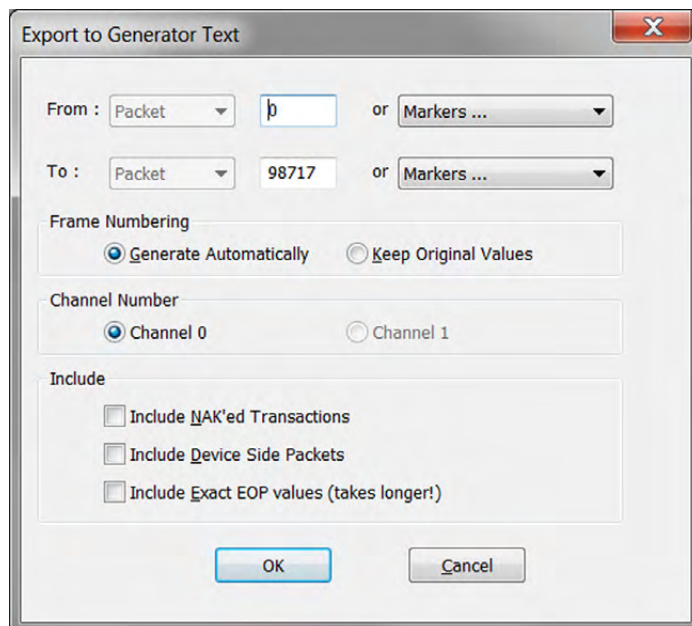 Export to Generator Text
From : Packet 0 or Markers ...
To : Packet 98717 or Markers ...
Frame Numbering
Generate Automatically Keep Original Values
Channel Number
Channel 0 Channel 1
Include
Include NAK'ed Transactions
Include Device Side Packets
Include Exact EOP values (takes longer!)
OK Cancel